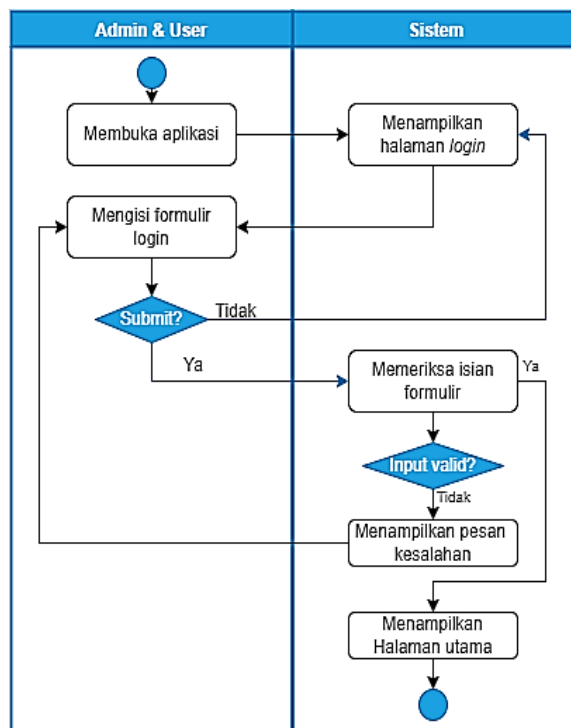 Admin & User
Sistem
Membuka aplikasi
Menampilkan
halaman login
Mengisi formulir
login
Submit?
Tidak
Ya
Memeriksa isian
formulir
Ya
Input valid?
Tidak
Menampilkan pesan
kesalahan
Menampilkan
Halaman utama